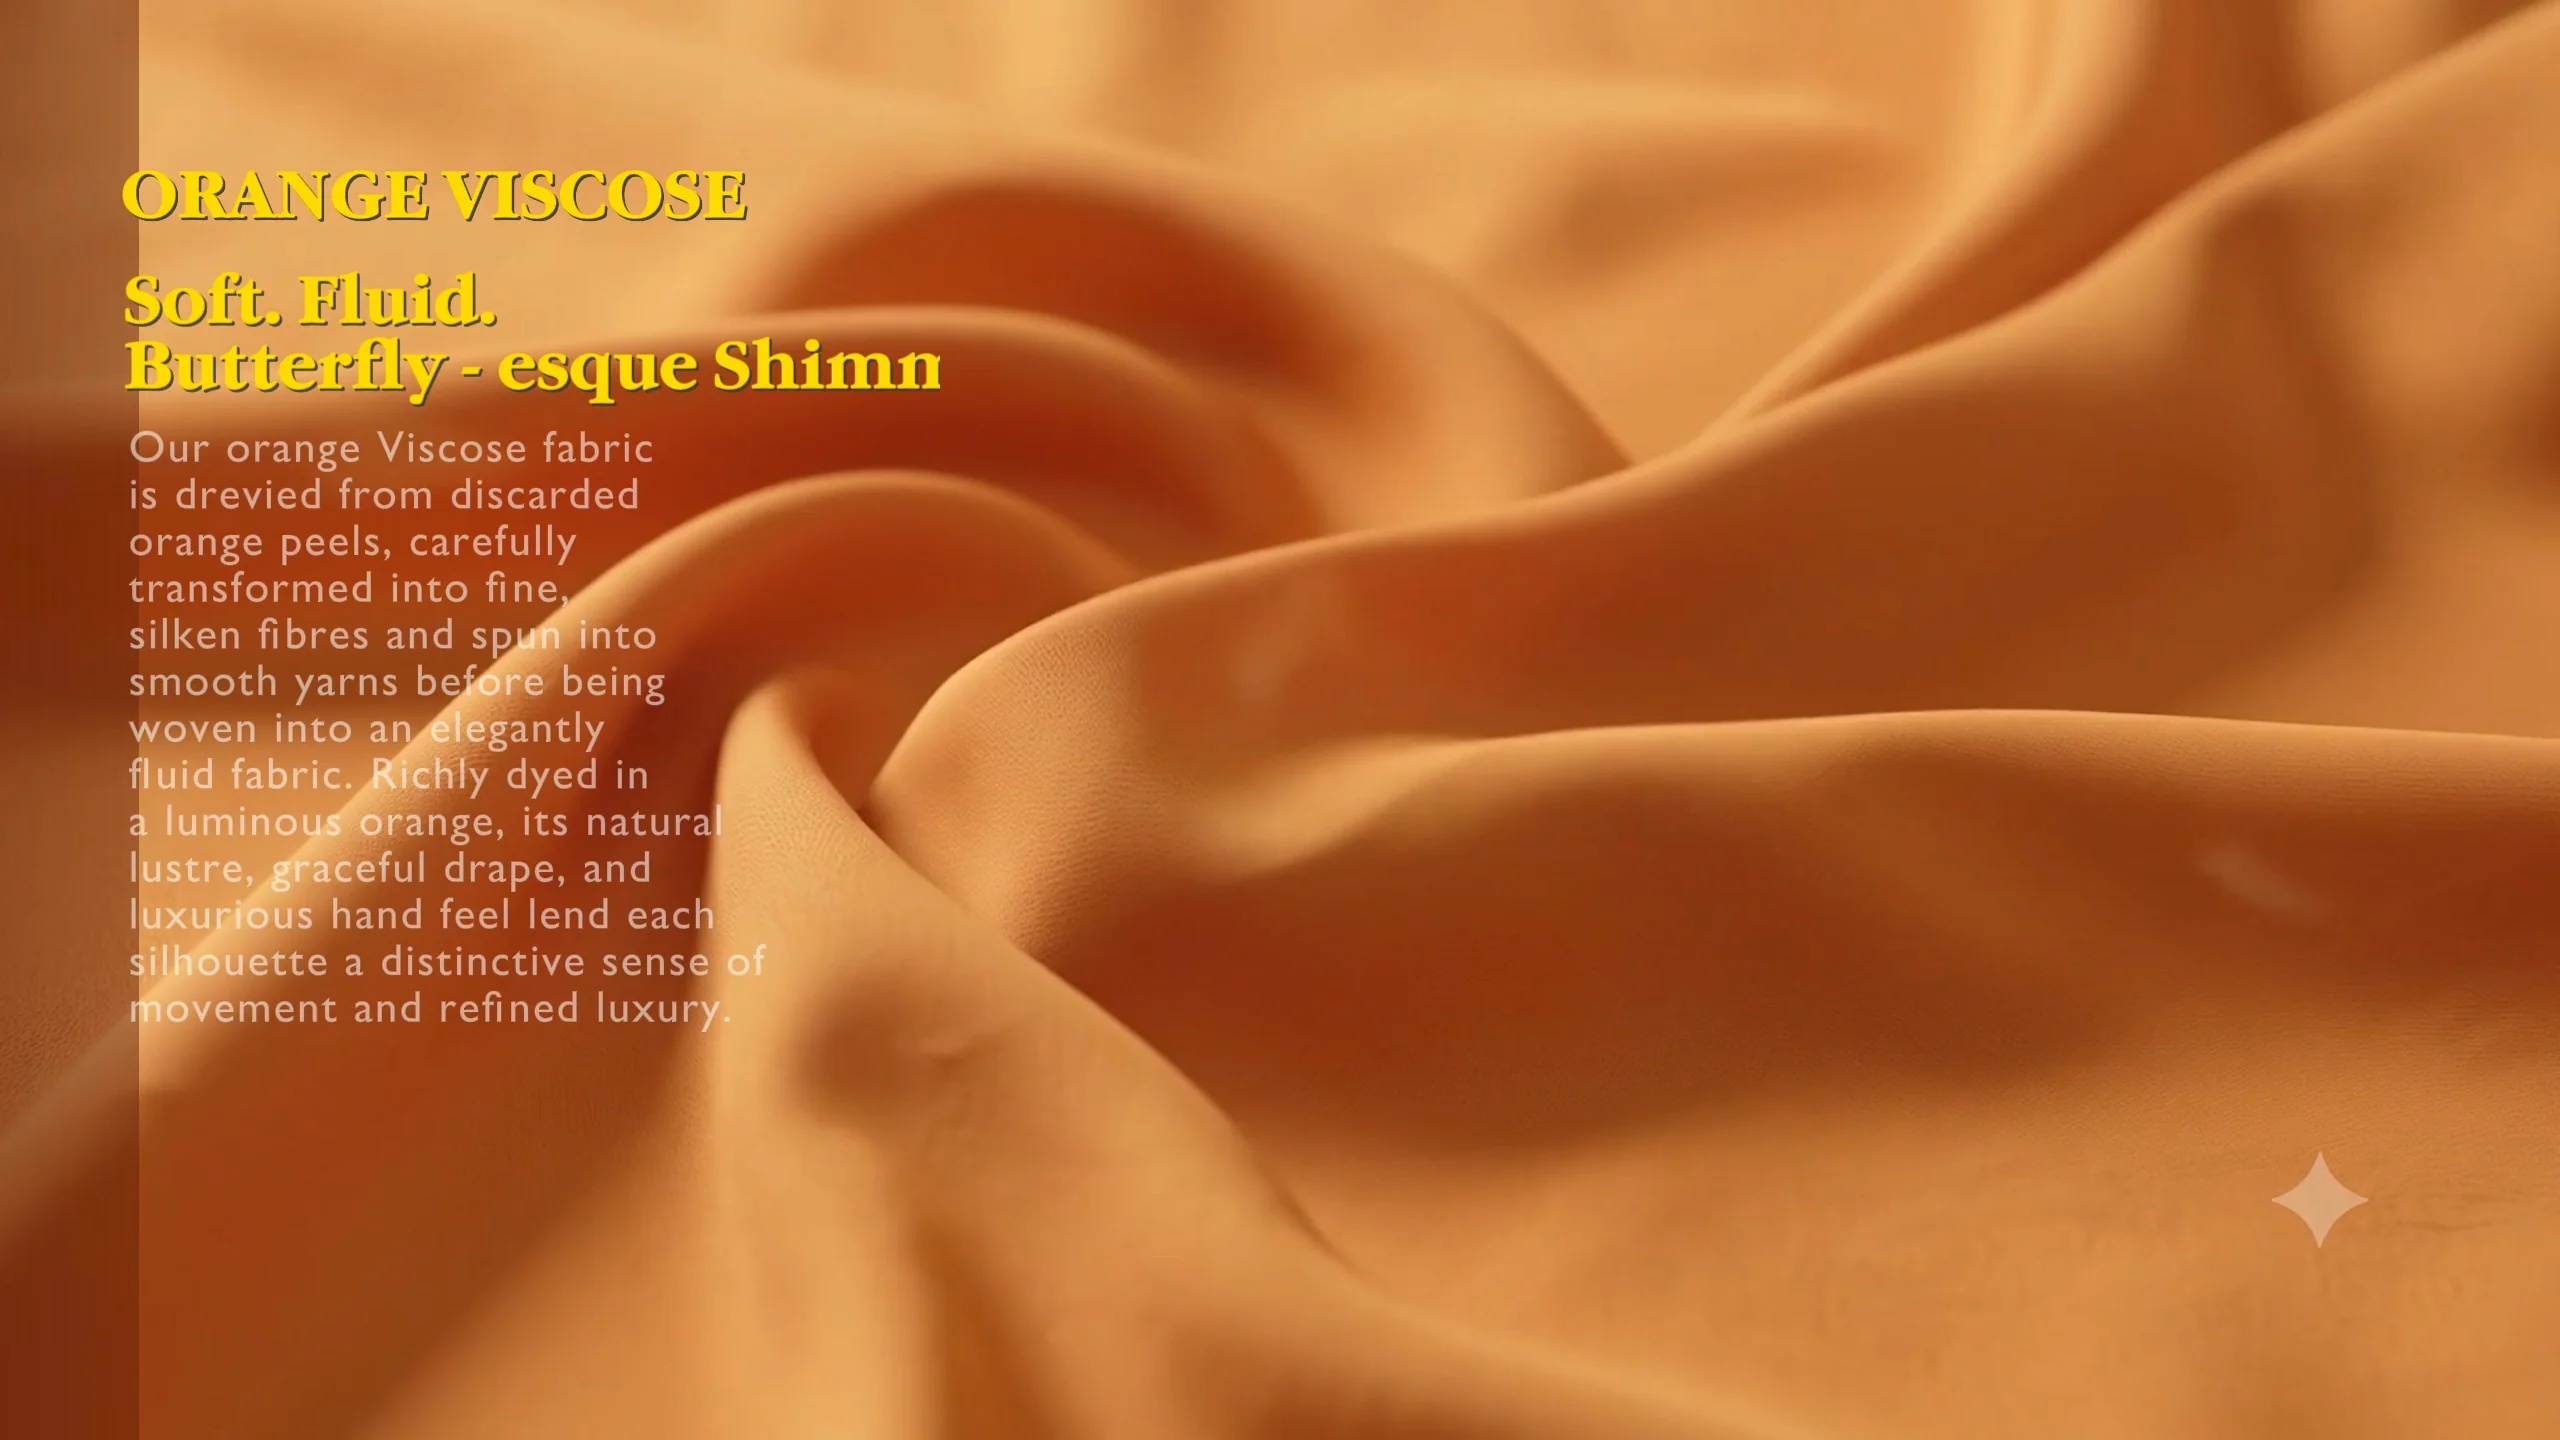 ORANGE VISCOSE
Soft. Fluid.
Butterfly - esque Shimm
Our orange Viscose fabric
is drevied from discarded
orange peels, carefully
transformed into fine,
silken fibres and spun into
smooth yarns before being
woven into an elegantly
fluid fabric. Richly dyed in
a luminous orange, its natural
lustre, graceful drape, and
luxurious hand feel lend each
silhouette a distinctive sense of
movement and refined luxury.